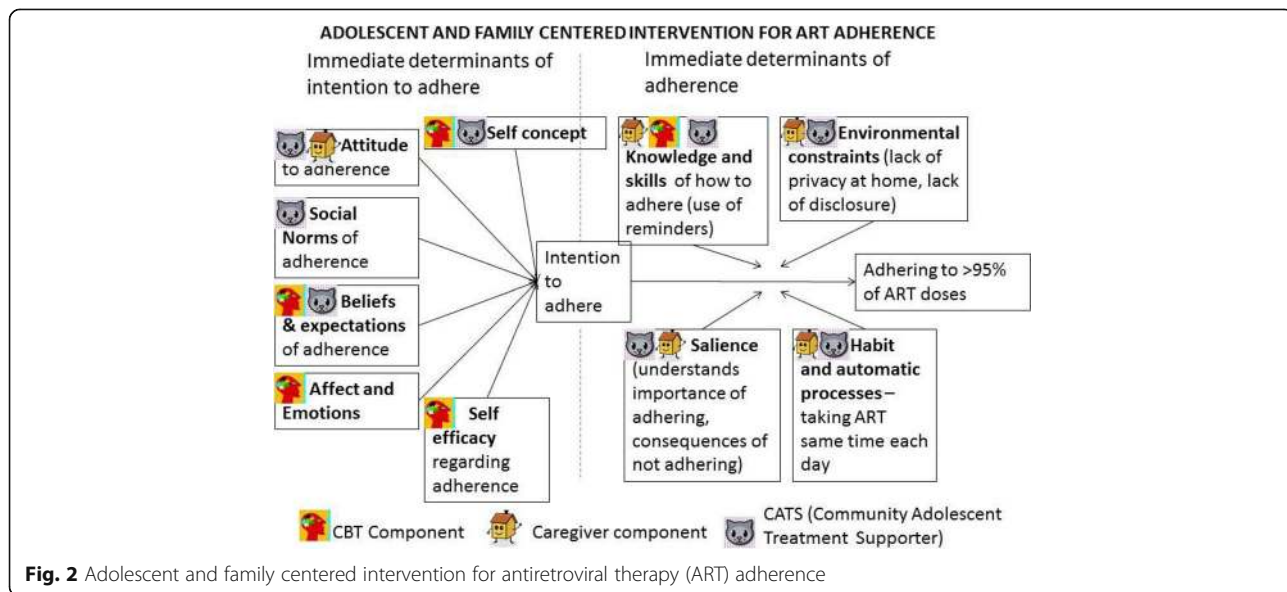 ADOLESCENT AND FAMILY CENTERED INTERVENTION FOR ART ADHERENCE
Immediate determinants of
intention to adhere
Immediate determinants of
adherence
Self concept
Attitude
to adherence
Social
Norms of
adherence
Beliefs
& expectations
of adherence
Affect and
Emotions
Self
efficacy
regarding
adherence
Intention
to
adhere
Knowledge and
skills of how to
adhere (use of
reminders)
Environmental
constraints (lack of
privacy at home, lack
of disclosure)
Adhering to >95%
of ART doses
Salience
(understands
importance of
adhering,
consequences of
not adhering)
Habit
and automatic
processes –
taking ART
same time each
day
CBT Component
Caregiver component
CATS (Community Adolescent
Treatment Supporter)
Fig. 2 Adolescent and family centered intervention for antiretroviral therapy (ART) adherence